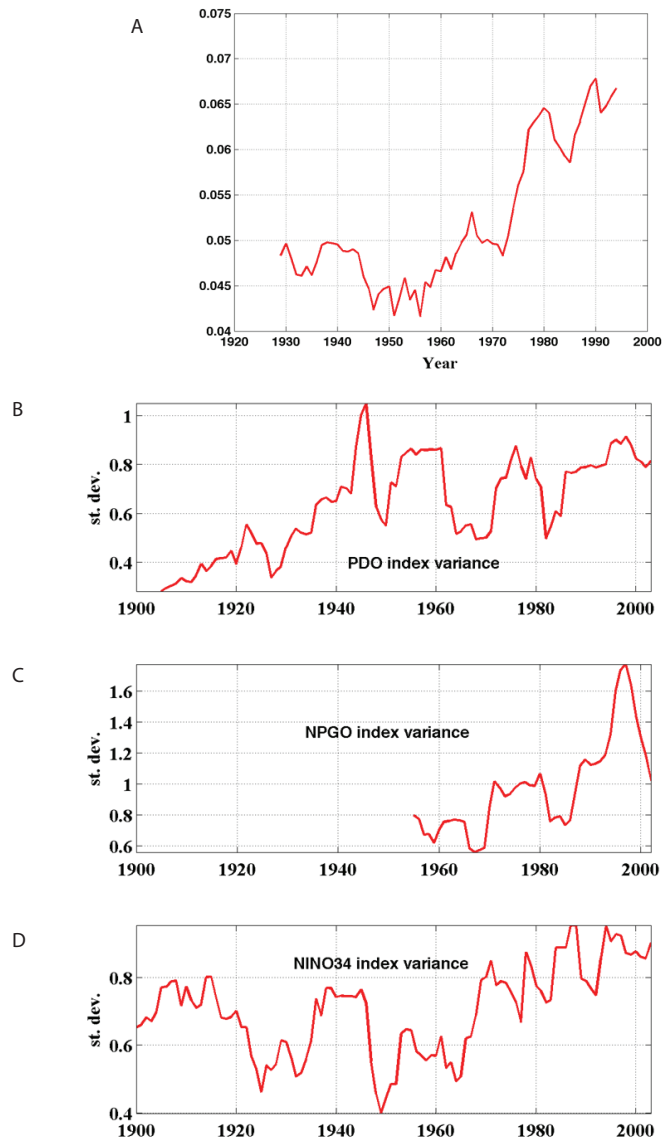 A
0.075
0.07
0.065
0.06
0.055
0.05
0.045
0.04
1920 1930 1940 1950 1960 1970 1980 1990 2000
Year
B
1
0.8
0.6
0.4
st. dev.
PDO index variance
1900 1920 1940 1960 1980 2000
C
1.6
1.4
1.2
1
0.8
0.6
st. dev.
NPGO index variance
1900 1920 1940 1960 1980 2000
D
0.8
0.6
0.4
st. dev.
NINO34 index variance
1900 1920 1940 1960 1980 2000